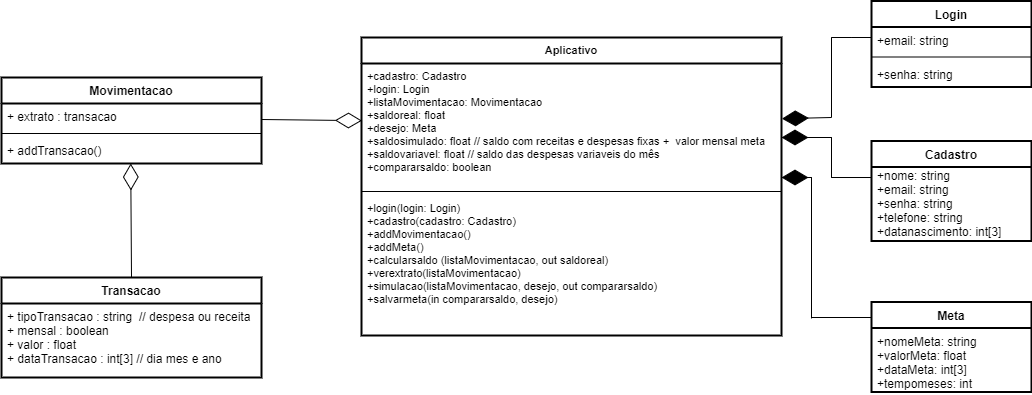 Movimentacao
+ extrato : transacao
+ addTransacao()
Transacao
+ tipoTransacao : string // despesa ou receita
+ mensal : boolean
+ valor : float
+ dataTransacao : int[3] // dia mes e ano
Aplicativo
+cadastro: Cadastro
+login: Login
+listaMovimentacao: Movimentacao
+saldoreal: float
+desejo: Meta
+saldosimulado: float // saldo com receitas e despesas fixas + valor mensal meta
+saldovariavel: float // saldo das despesas variaveis do mês
+compararsaldo: boolean
+login(login: Login)
+cadastro(cadastro: Cadastro)
+addMovimentacao()
+addMeta()
+calcularsaldo (listaMovimentacao, out saldoreal)
+verextrato(listaMovimentacao)
+simulacao(listaMovimentacao, desejo, out compararsaldo)
+salvarmeta(in compararsaldo, desejo)
Login
+email: string
+senha: string
Cadastro
+nome: string
+email: string
+senha: string
+telefone: string
+datanascimento: int[3]
Meta
+nomeMeta: string
+valorMeta: float
+dataMeta: int[3]
+tempomeses: int